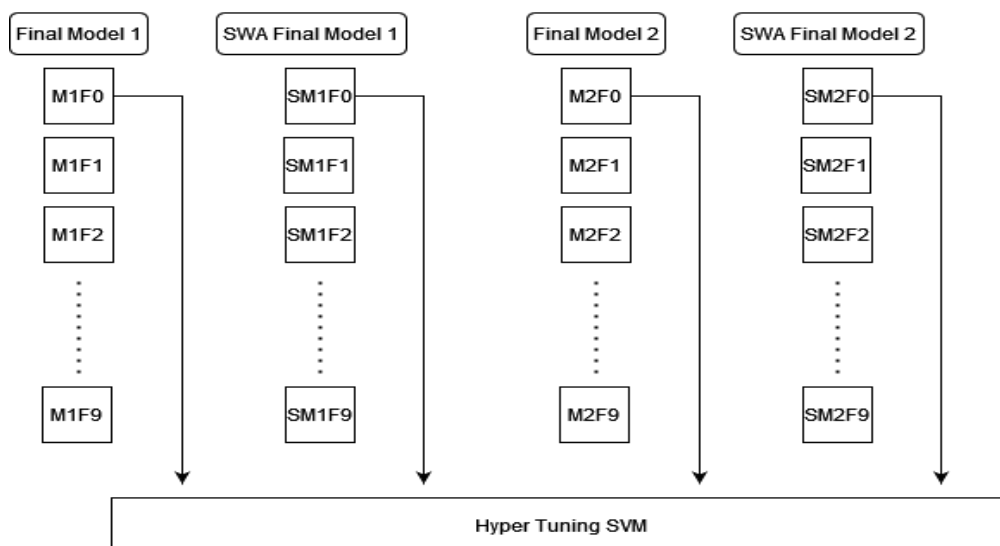 Final Model 1
SWA Final Model 1
Final Model 2
SWA Final Model 2
M1F0
SM1F0
M2F0
SM2F0
M1F1
SM1F1
M2F1
SM2F1
M1F2
SM1F2
M2F2
SM2F2
M1F9
SM1F9
M2F9
SM2F9
Hyper Tuning SVM